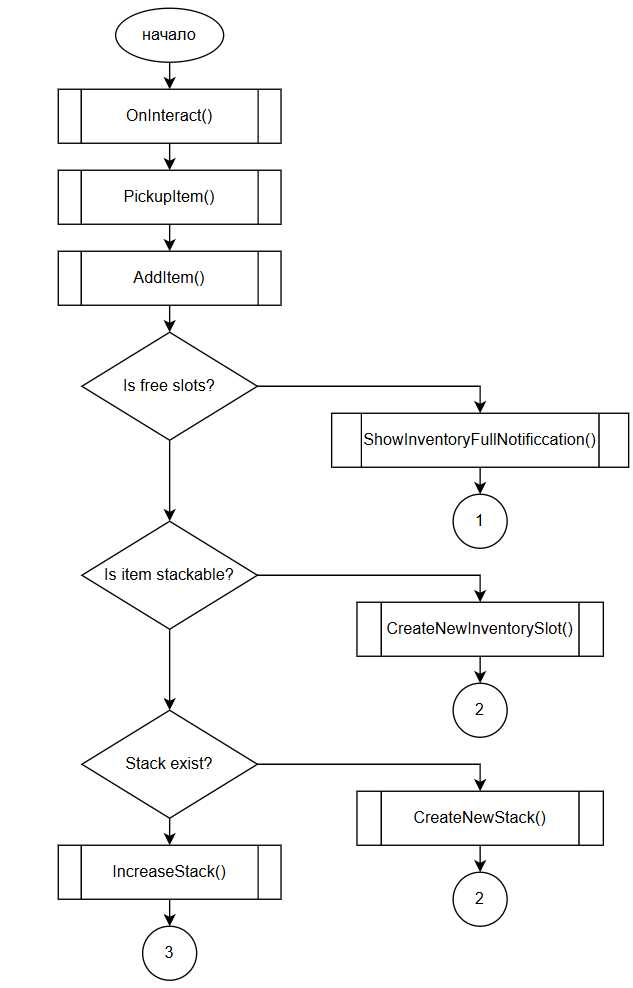 начало
OnInteract()
PickupItem()
AddItem()
Is free slots?
ShowInventoryFullNotificcation()
1
Is item stackable?
CreateNewInventorySlot()
2
Stack exist?
CreateNewStack()
IncreaseStack()
2
3